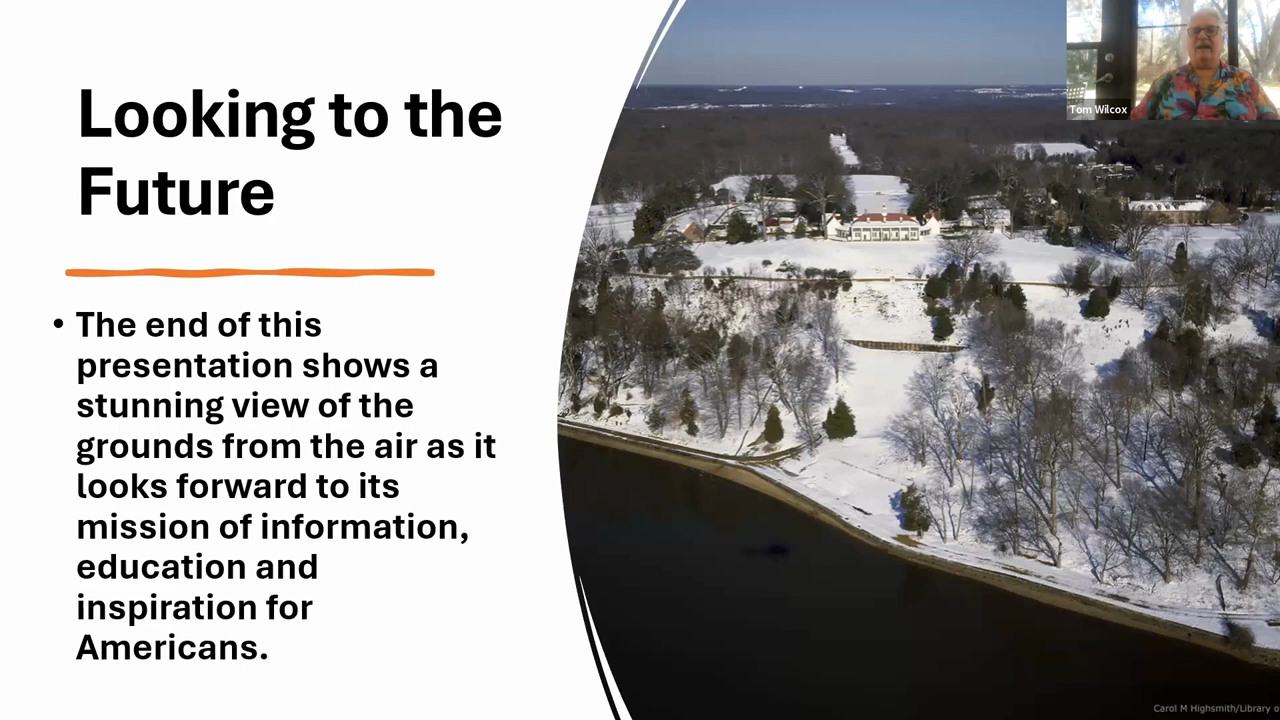 Looking to the
Future
• The end of this
presentation shows a
stunning view of the
grounds from the air as it
looks forward to its
mission of information,
education and
inspiration for
Americans.
Tom Wilcox
Carol M Highsmith/Library o